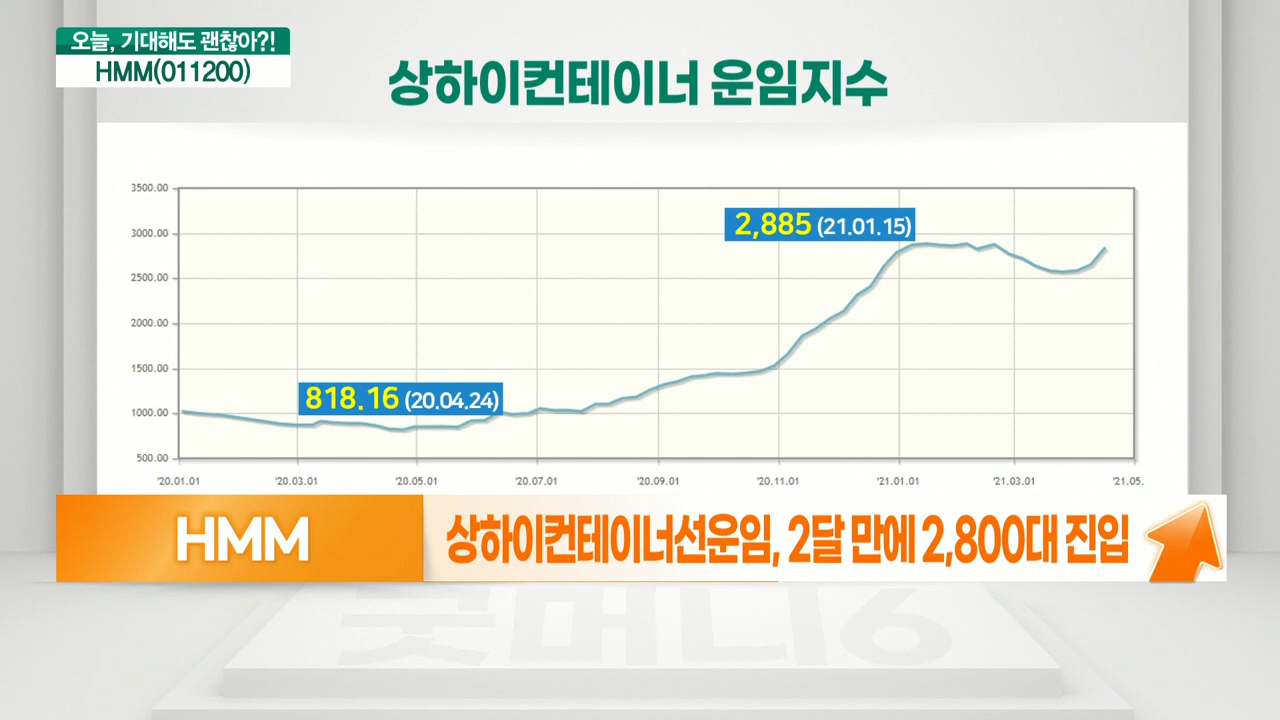 오늘, 기대해도 괜찮아?!
HMM(011200)
상하이컨테이너 운임지수
3500.00
3000.00
2500.00
2000.00
1500.00
1000.00
500.00
2,885 (21.01.15)
818.16 (20.04.24)
'20.01.01 '20.03.01 '20.05.01 '20.07.01 '20.09.01 '20.11.01 '21.01.01 '21.03.01 '21.05.
HMM
상하이컨테이너선운임, 2달 만에 2,800대 진입
굿머니6